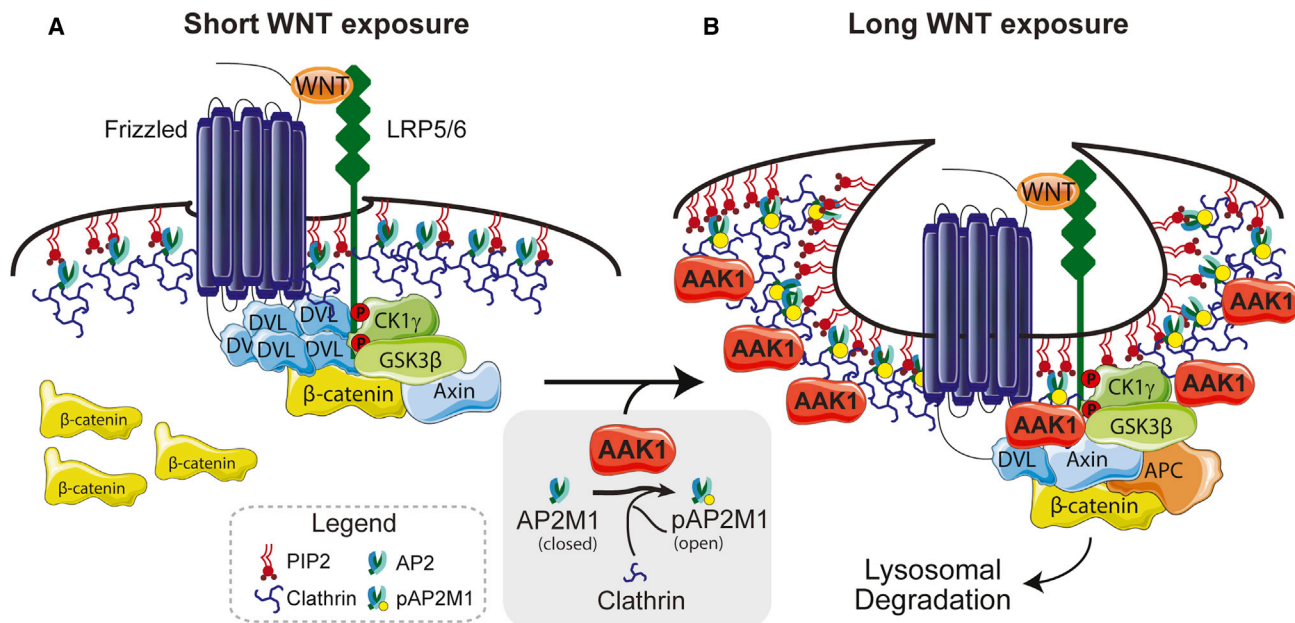 A
Short WNT exposure
WNT
Frizzled
LRP5/6
DVL
P
CK1γ
DV
DVL
DVL
P
GSK3β
β-catenin
Axin
β-catenin
β-catenin
β-catenin
Legend
PIP2
AP2
Clathrin
pAP2M1
AAK1
AP2M1
(closed)
pAP2M1
(open)
Clathrin
B
Long WNT exposure
WNT
AAK1
AAK1
AAK1
AAK1
AAK1
P
CK1γ
AAK1
P
GSK3β
DVL
Axin
APC
β-catenin
Lysosomal
Degradation